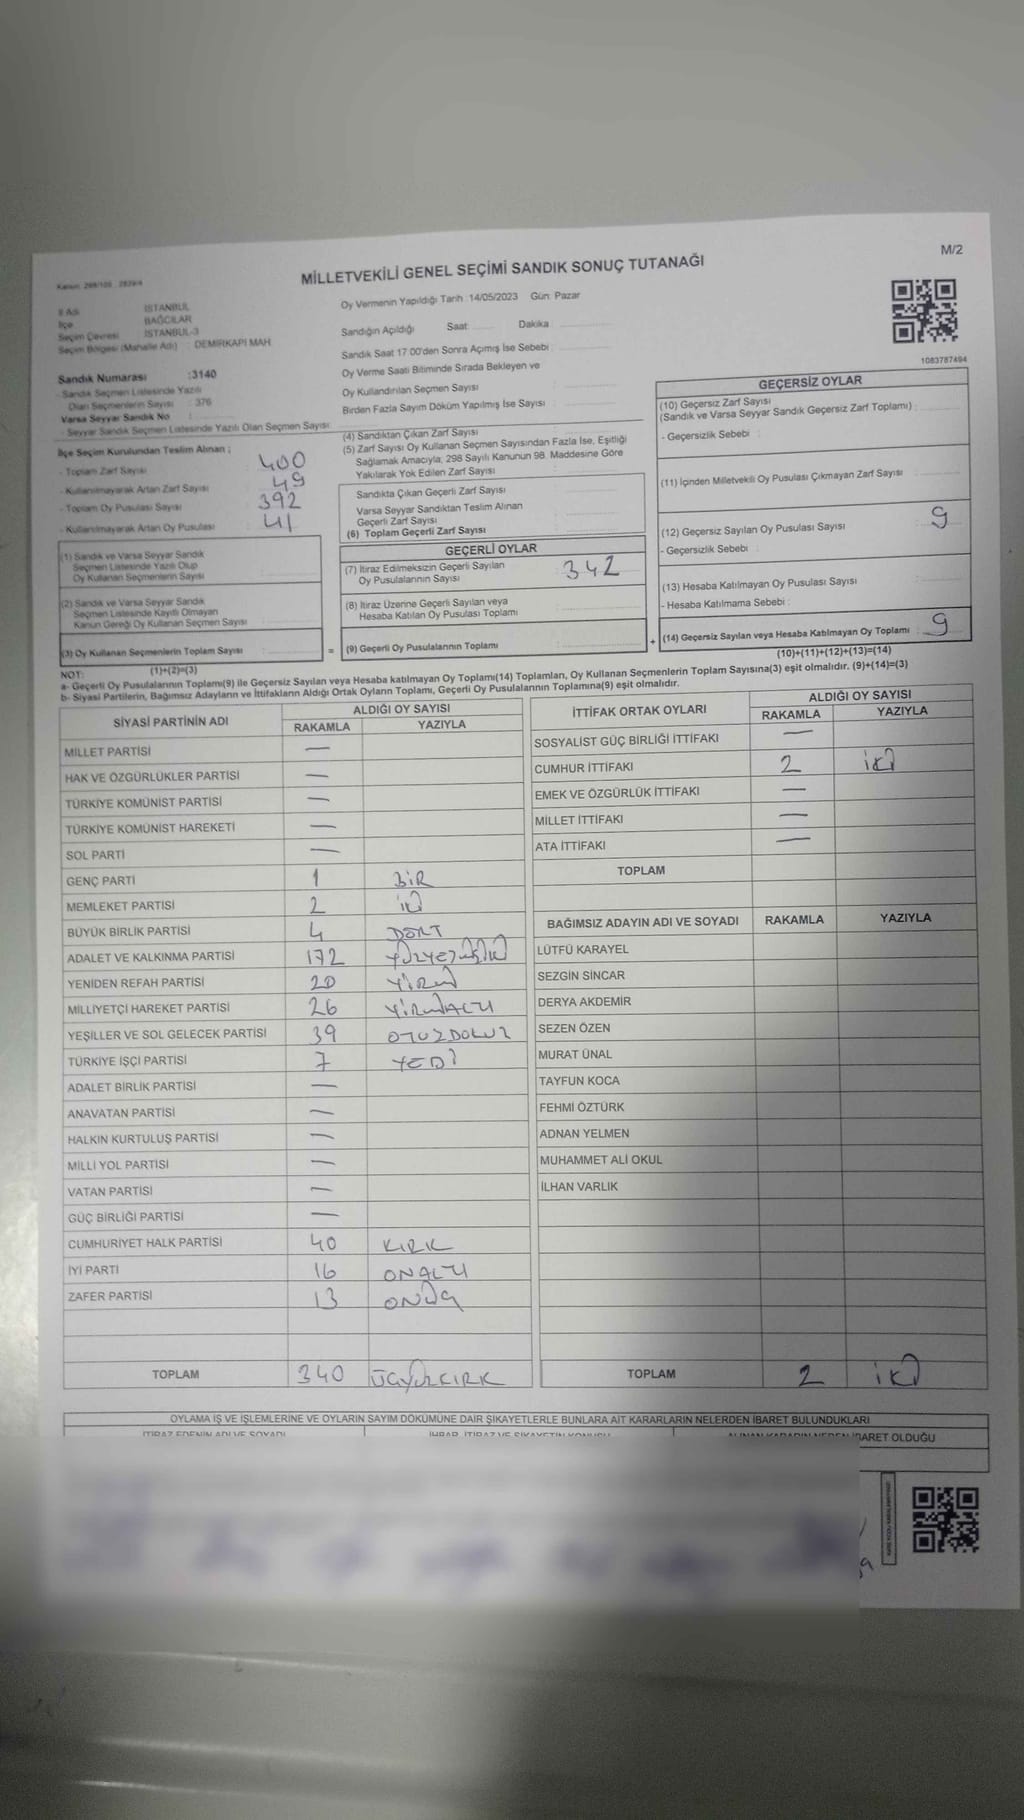 M/2
MİLLETVEKİLİ GENEL SEÇİMİ SANDIK SONUÇ TUTANAĞI
İl Adı İSTANBUL
İlçe BAĞCILAR
Seçim Çevresi İSTANBUL-3
Seçim Bölgesi (Mahalle Adı) : DEMİRKAPI MAH.
Sandık Numarası :3140
- Sandık Seçmen Listesinde Yazılı
Olan Seçmenlerin Sayısı : 376
Varsa Seyyar Sandık No :
- Seyyar Sandık Seçmen Listesinde Yazılı Olan Seçmen Sayısı :
Oy Vermenin Yapıldığı Tarih :14/05/2023 Gün: Pazar
Sandığın Açıldığı Saat: Dakika :
Sandık Saat 17.00'den Sonra Açımış İse Sebebi :
Oy Verme Saati Bitiminde Sırada Bekleyen ve
Oy Kullandırılan Seçmen Sayısı :
Birden Fazla Sayım Döküm Yapılmış İse Sayısı :
1083787494
İlçe Seçim Kurulundan Teslim Alınan ;
- Toplam Zarf Sayısı 400
- Kullanılmayarak Artan Zarf Sayısı 49
- Toplam Oy Pusulası Sayısı 392
- Kullanılmayarak Artan Oy Pusulası 41
(1) Sandık ve Varsa Seyyar Sandık
Seçmen Listesinde Yazılı Olup
Oy Kullanan Seçmenlerin Sayısı
(2) Sandık ve Varsa Seyyar Sandık
Seçmen Listesinde Kayıtlı Olmayan
Kanun Gereği Oy Kullanan Seçmen Sayısı
(3) Oy Kullanan Seçmenlerin Toplam Sayısı
(4) Sandıktan Çıkan Zarf Sayısı
(5) Zarf Sayısı Oy Kullanan Seçmen Sayısından Fazla İse, Eşitliği
Sağlamak Amacıyla, 298 Sayılı Kanunun 98. Maddesine Göre
Yakılarak Yok Edilen Zarf Sayısı
Sandıkta Çıkan Geçerli Zarf Sayısı
Varsa Seyyar Sandıktan Teslim Alınan
Geçerli Zarf Sayısı
(6) Toplam Geçerli Zarf Sayısı
GEÇERLİ OYLAR
(7) İtiraz Edilmeksizin Geçerli Sayılan
Oy Pusulalarının Sayısı 342
(8) İtiraz Üzerine Geçerli Sayılan veya
Hesaba Katılan Oy Pusulası Toplamı
= (9) Geçerli Oy Pusulalarının Toplamı +
GEÇERSİZ OYLAR
(10) Geçersiz Zarf Sayısı
(Sandık ve Varsa Seyyar Sandık Geçersiz Zarf Toplamı) :
- Geçersizlik Sebebi :
(11) İçinden Milletvekili Oy Pusulası Çıkmayan Zarf Sayısı
(12) Geçersiz Sayılan Oy Pusulası Sayısı 9
- Geçersizlik Sebebi :
(13) Hesaba Katılmayan Oy Pusulası Sayısı
- Hesaba Katılmama Sebebi :
(14) Geçersiz Sayılan veya Hesaba Katılmayan Oy Toplamı 9
NOT: (1)+(2)=(3)
(10)+(11)+(12)+(13)=(14)
a- Geçerli Oy Pusulalarının Toplamı(9) ile Geçersiz Sayılan veya Hesaba katılmayan Oy Toplamı(14) Toplamları, Oy Kullanan Seçmenlerin Toplam Sayısına(3) eşit olmalıdır. (9)+(14)=(3)
b- Siyasi Partilerin, Bağımsız Adayların ve İttifakların Aldığı Ortak Oyların Toplamı, Geçerli Oy Pusulalarının Toplamına(9) eşit olmalıdır.
SİYASİ PARTİNİN ADI ALDIĞI OY SAYISI
RAKAMLA YAZIYLA
MİLLET PARTİSİ —
HAK VE ÖZGÜRLÜKLER PARTİSİ —
TÜRKİYE KOMÜNİST PARTİSİ —
TÜRKİYE KOMÜNİST HAREKETİ —
SOL PARTİ —
GENÇ PARTİ 1 BİR
MEMLEKET PARTİSİ 2 iki
BÜYÜK BİRLİK PARTİSİ 4 DÖRT
ADALET VE KALKINMA PARTİSİ 172
YENİDEN REFAH PARTİSİ 20 YİRMİ
MİLLİYETÇİ HAREKET PARTİSİ 26 YİRMİALTI
YEŞİLLER VE SOL GELECEK PARTİSİ 39 OTUZDOKUZ
TÜRKİYE İŞÇİ PARTİSİ 7 YEDİ
ADALET BİRLİK PARTİSİ —
ANAVATAN PARTİSİ —
HALKIN KURTULUŞ PARTİSİ —
MİLLİ YOL PARTİSİ —
VATAN PARTİSİ —
GÜÇ BİRLİĞİ PARTİSİ —
CUMHURİYET HALK PARTİSİ 40 KIRK
İYİ PARTİ 16 ONALTI
ZAFER PARTİSİ 13 ONÜÇ
TOPLAM 340 ÜÇYÜZKIRK
İTTİFAK ORTAK OYLARI ALDIĞI OY SAYISI
RAKAMLA YAZIYLA
SOSYALİST GÜÇ BİRLİĞİ İTTİFAKI —
CUMHUR İTTİFAKI 2 iki
EMEK VE ÖZGÜRLÜK İTTİFAKI —
MİLLET İTTİFAKI —
ATA İTTİFAKI —
TOPLAM
BAĞIMSIZ ADAYIN ADI VE SOYADI RAKAMLA YAZIYLA
LÜTFÜ KARAYEL
SEZGİN SİNCAR
DERYA AKDEMİR
SEZEN ÖZEN
MURAT ÜNAL
TAYFUN KOCA
FEHMİ ÖZTÜRK
ADNAN YELMEN
MUHAMMET ALİ OKUL
İLHAN VARLIK
TOPLAM 2 iki
OYLAMA İŞ VE İŞLEMLERİNE VE OYLARIN SAYIM DÖKÜMÜNE DAİR ŞİKAYETLERLE BUNLARA AİT KARARLARIN NELERDEN İBARET BULUNDUKLARI
İTİRAZ EDENİN ADI VE SOYADI İHBAR, İTİRAZ VE ŞİKAYETİN KONUSU ALINAN KARARIN NEDEN İBARET OLDUĞU